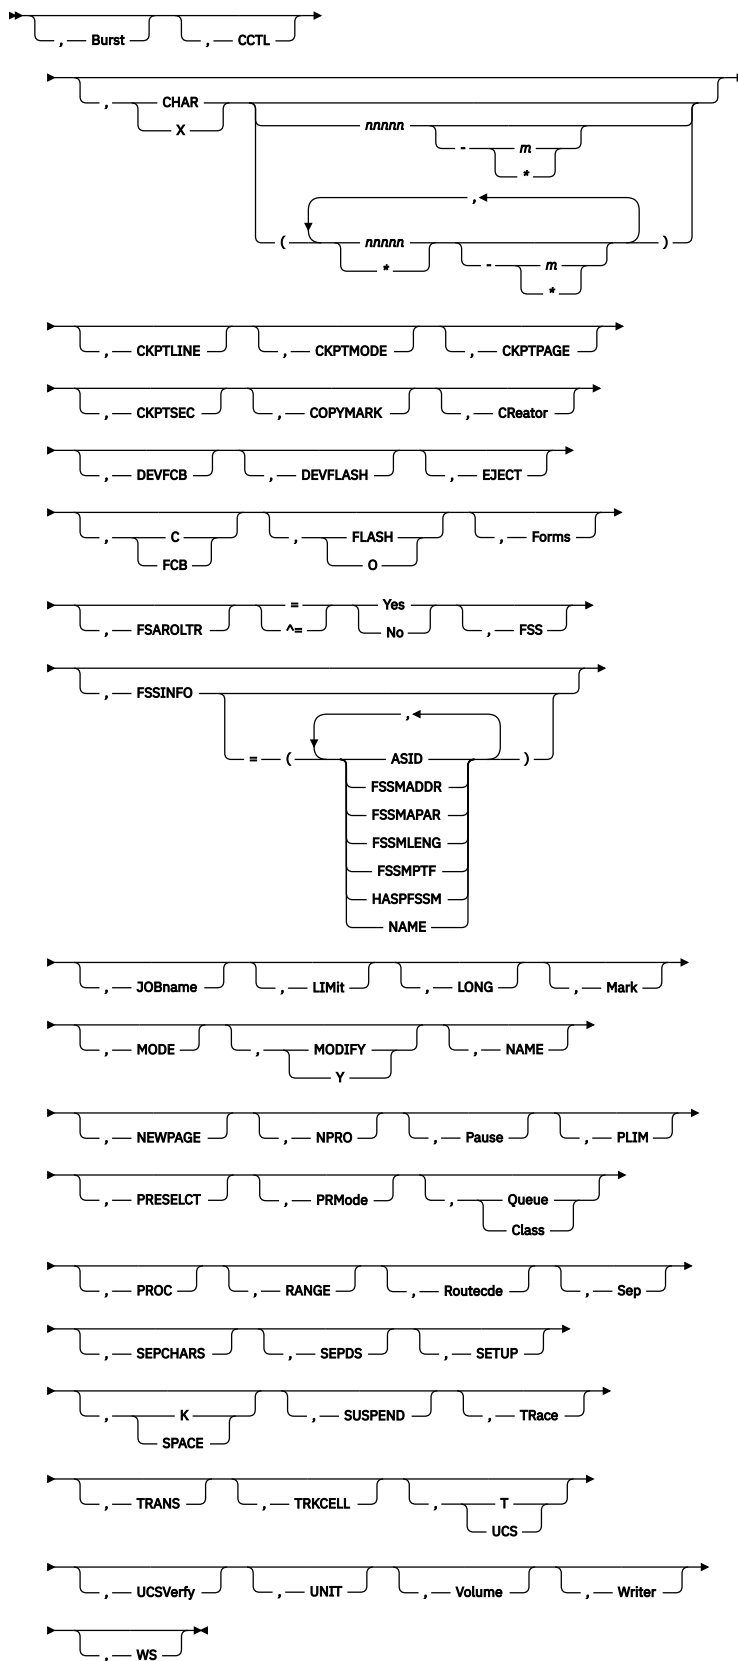 , Burst , CCTL
, CHAR
X
nnnnn
- m
*
,
( nnnnn - m )
* *
, CKPTLINE , CKPTMODE , CKPTPAGE
, CKPTSEC , COPYMARK , CReator
, DEVFCB , DEVFLASH , EJECT
, C , FLASH , Forms
FCB O
, FSAROLTR = Yes , FSS
^= No
, FSSINFO
,
= ( ASID )
FSSMADDR
FSSMAPAR
FSSMLENG
FSSMPTF
HASPFSSM
NAME
, JOBname , LIMit , LONG , Mark
, MODE , MODIFY , NAME
Y
, NEWPAGE , NPRO , Pause , PLIM
, PRESELCT , PRMode , Queue
Class
, PROC , RANGE , Routecde , Sep
, SEPCHARS , SEPDS , SETUP
, K , SUSPEND , TRace
SPACE
, TRANS , TRKCELL , T
UCS
, UCSVerfy , UNIT , Volume , Writer
, WS